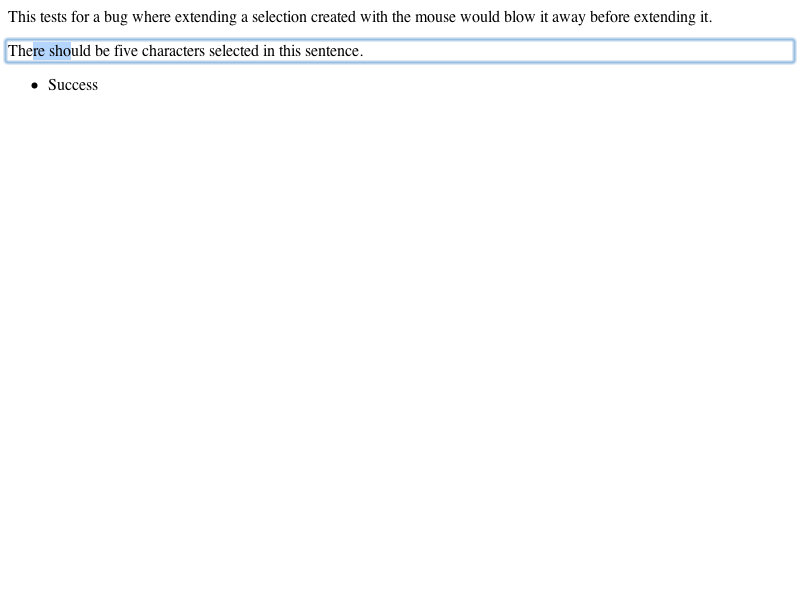 This tests for a bug where extending a selection created with the mouse would blow it away before extending it.
There should be five characters selected in this sentence.
• Success